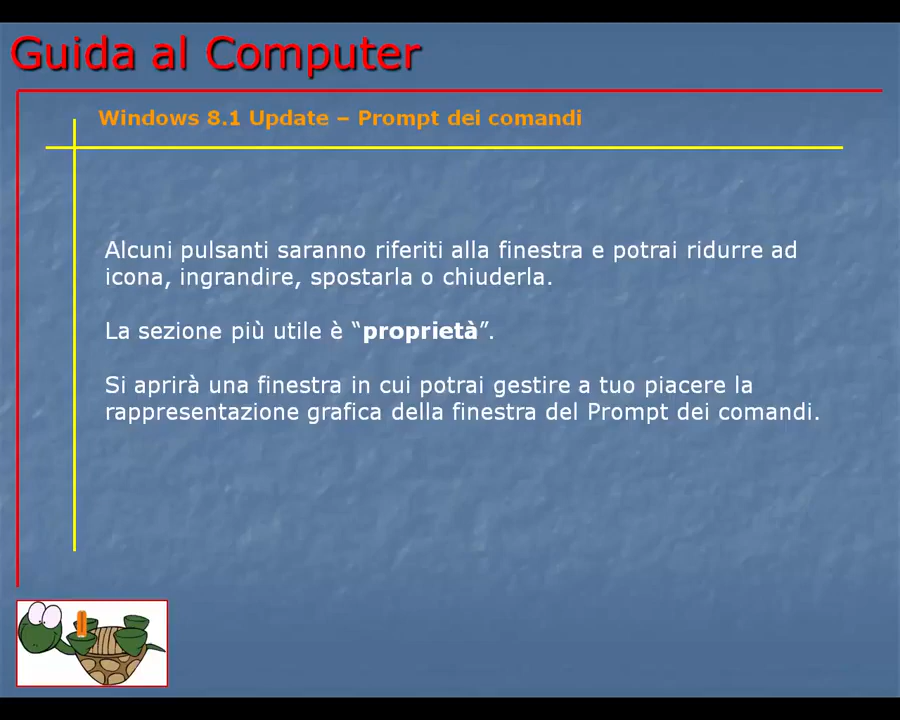 Guida al Computer
Windows 8.1 Update – Prompt dei comandi
Alcuni pulsanti saranno riferiti alla finestra e potrai ridurre ad
icona, ingrandire, spostarla o chiuderla.
La sezione più utile è “proprietà”.
Si aprirà una finestra in cui potrai gestire a tuo piacere la
rappresentazione grafica della finestra del Prompt dei comandi.